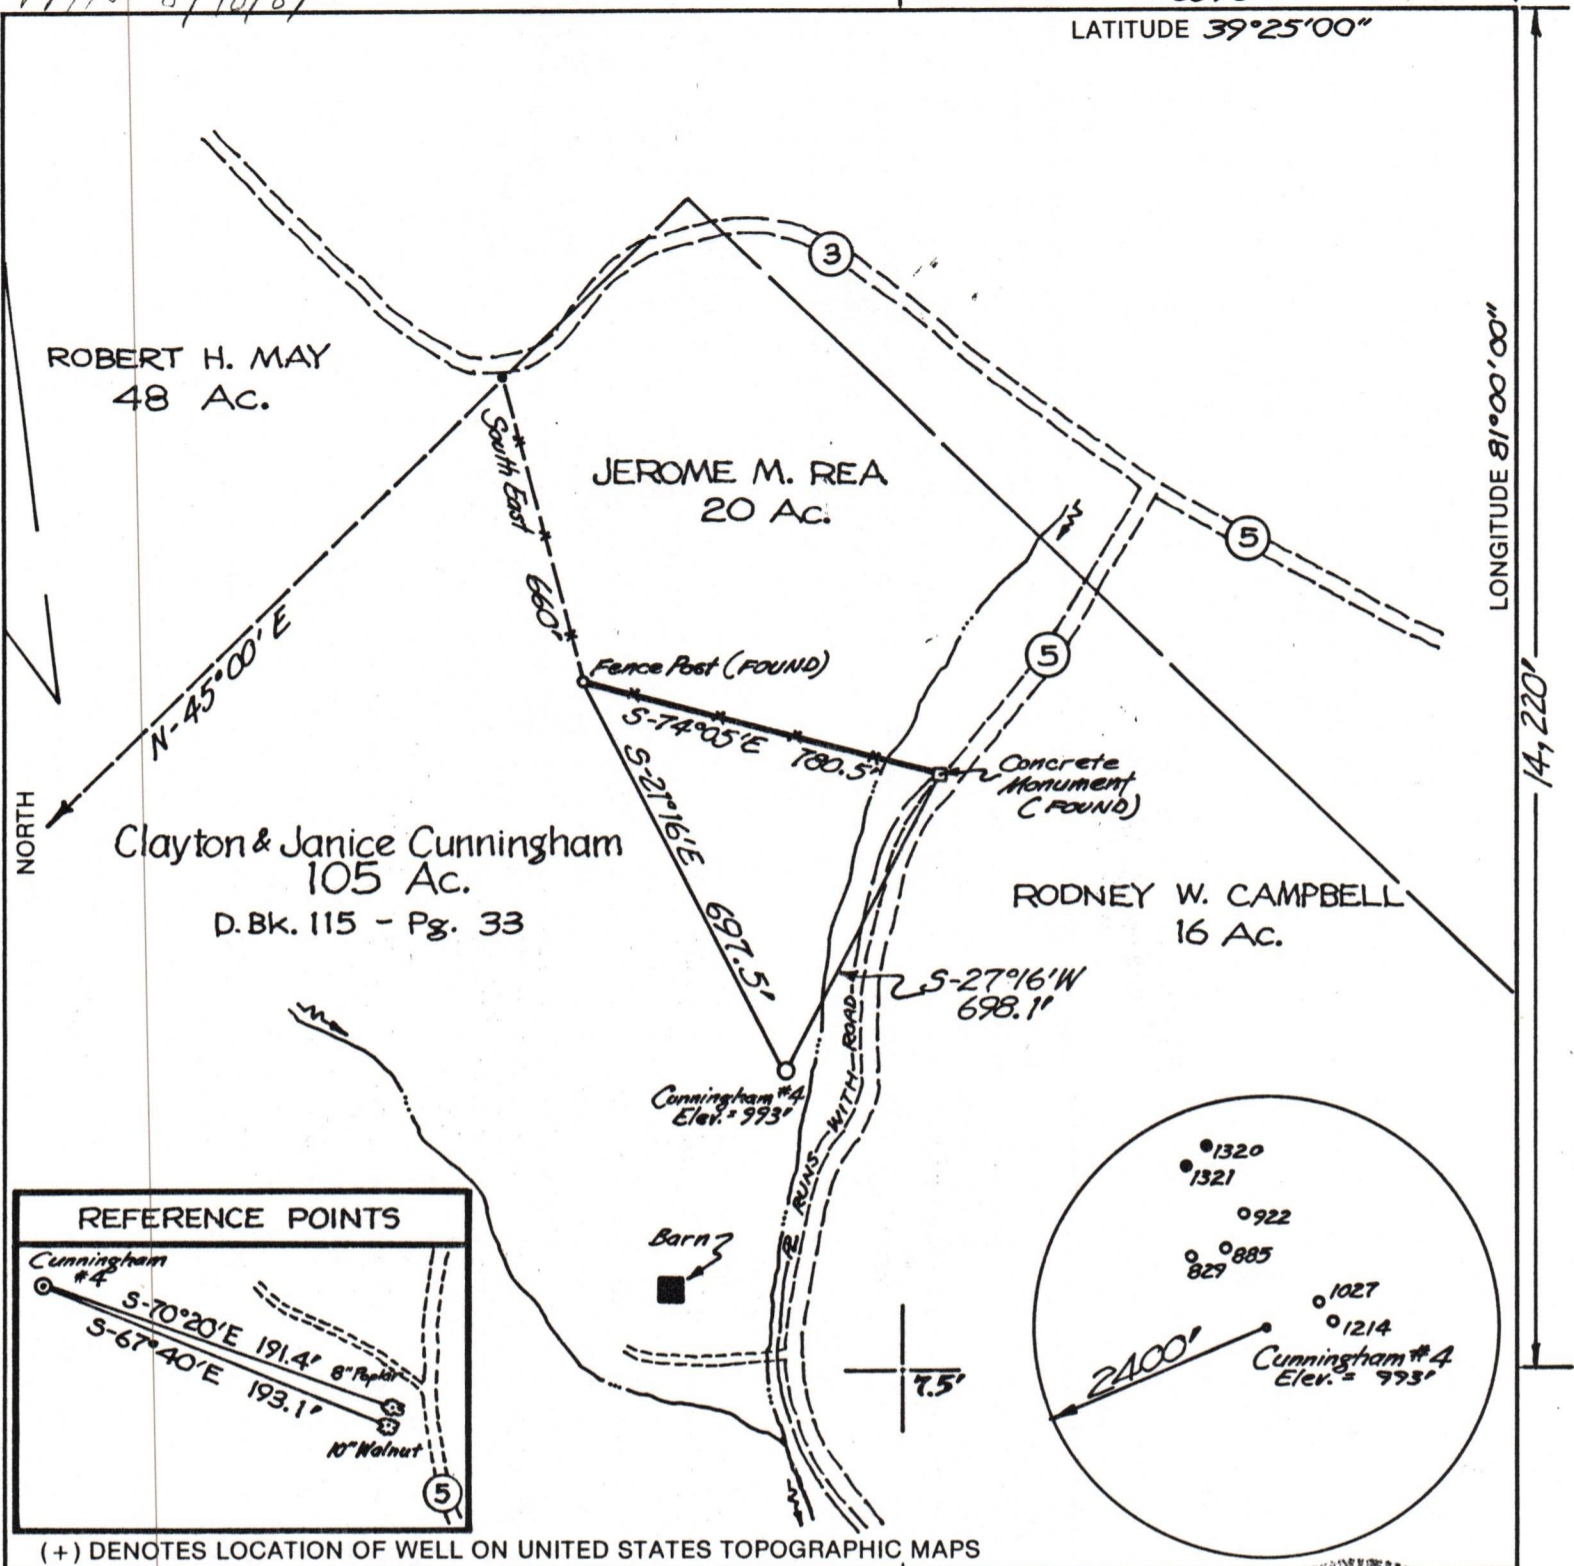 LATITUDE 39°25'00"
3
ROBERT H. MAY
48 Ac.
LONGITUDE 81°00'00"
South East
660'
JEROME M. REA
20 Ac.
5
5
N-45°00'E
Fence Post (FOUND)
S-74°05'E 780.5'
14,220'
Concrete
Monument
(FOUND)
NORTH
Clayton & Janice Cunningham
105 Ac.
D.Bk. 115 - Pg. 33
S-27°16'E
697.5'
RODNEY W. CAMPBELL
16 Ac.
S-27°16'W
698.1'
Cunningham #4
Elev. = 993'
RUNS WITH ROAD
1320
1321
922
885
829
1027
1214
Cunningham #4
Elev. = 993'
2400'
REFERENCE POINTS
Cunningham
#4
S-70°20'E 191.4'
8" Poplar
S-67°40'E 193.1'
10" Walnut
5
Barn
7.5'
(+) DENOTES LOCATION OF WELL ON UNITED STATES TOPOGRAPHIC MAPS